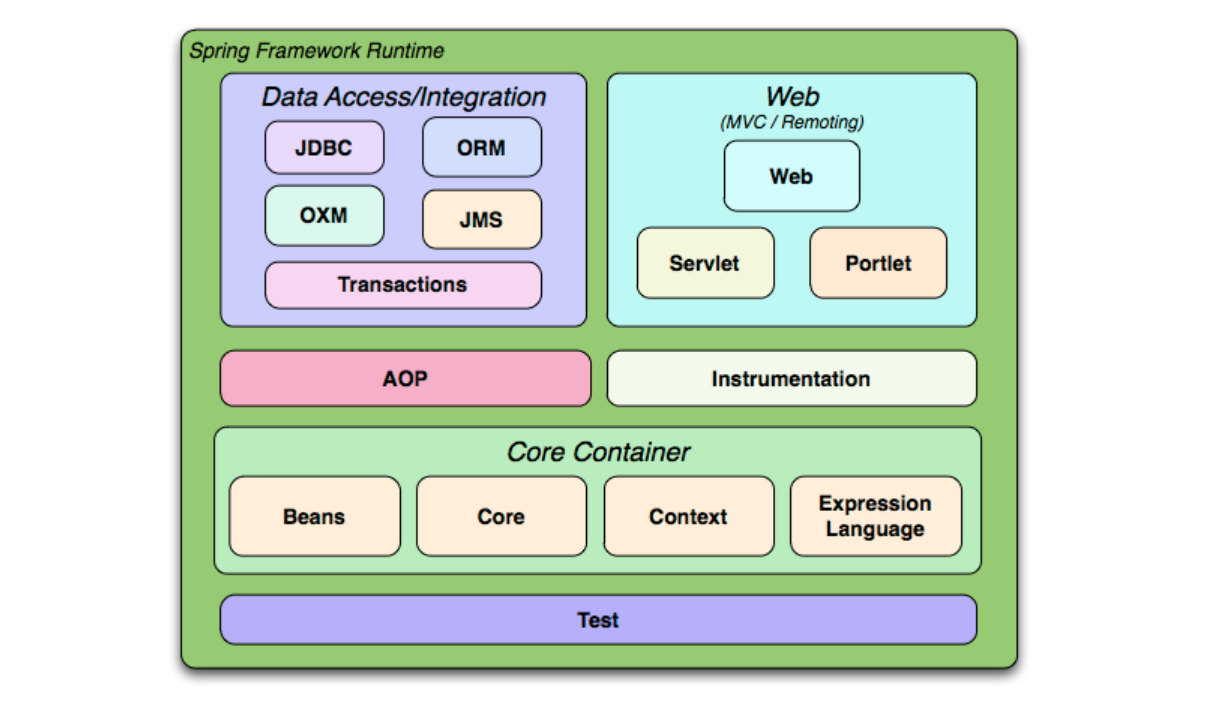 Spring Framework Runtime
Data Access/Integration
JDBC
ORM
OXM
JMS
Transactions
Web
(MVC / Remoting)
Web
Servlet
Portlet
AOP
Instrumentation
Core Container
Beans
Core
Context
Expression
Language
Test